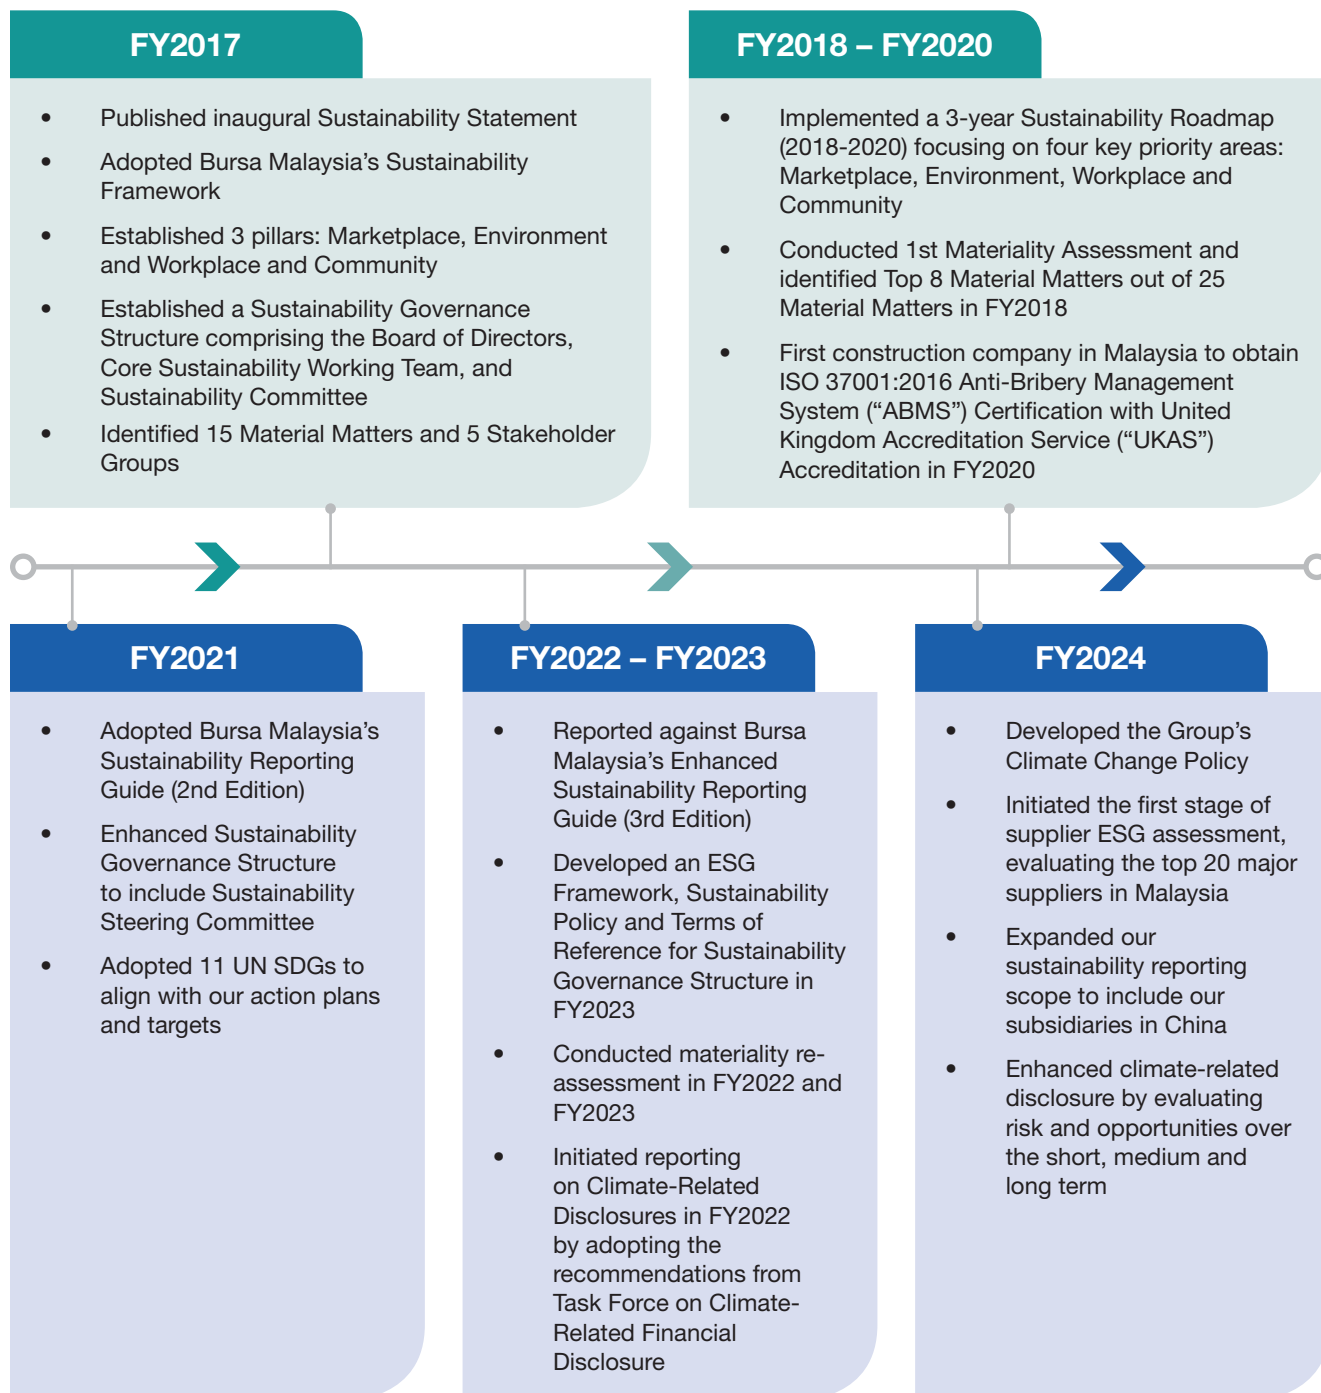 FY2017
• Published inaugural Sustainability Statement
• Adopted Bursa Malaysia’s Sustainability
Framework
• Established 3 pillars: Marketplace, Environment
and Workplace and Community
• Established a Sustainability Governance
Structure comprising the Board of Directors,
Core Sustainability Working Team, and
Sustainability Committee
• Identified 15 Material Matters and 5 Stakeholder
Groups
FY2018 – FY2020
• Implemented a 3-year Sustainability Roadmap
(2018-2020) focusing on four key priority areas:
Marketplace, Environment, Workplace and
Community
• Conducted 1st Materiality Assessment and
identified Top 8 Material Matters out of 25
Material Matters in FY2018
• First construction company in Malaysia to obtain
ISO 37001:2016 Anti-Bribery Management
System (“ABMS”) Certification with United
Kingdom Accreditation Service (“UKAS”)
Accreditation in FY2020
FY2021
• Adopted Bursa Malaysia’s
Sustainability Reporting
Guide (2nd Edition)
• Enhanced Sustainability
Governance Structure
to include Sustainability
Steering Committee
• Adopted 11 UN SDGs to
align with our action plans
and targets
FY2022 – FY2023
• Reported against Bursa
Malaysia’s Enhanced
Sustainability Reporting
Guide (3rd Edition)
• Developed an ESG
Framework, Sustainability
Policy and Terms of
Reference for Sustainability
Governance Structure in
FY2023
• Conducted materiality re-
assessment in FY2022 and
FY2023
• Initiated reporting
on Climate-Related
Disclosures in FY2022
by adopting the
recommendations from
Task Force on Climate-
Related Financial
Disclosure
FY2024
• Developed the Group’s
Climate Change Policy
• Initiated the first stage of
supplier ESG assessment,
evaluating the top 20 major
suppliers in Malaysia
• Expanded our
sustainability reporting
scope to include our
subsidiaries in China
• Enhanced climate-related
disclosure by evaluating
risk and opportunities over
the short, medium and
long term